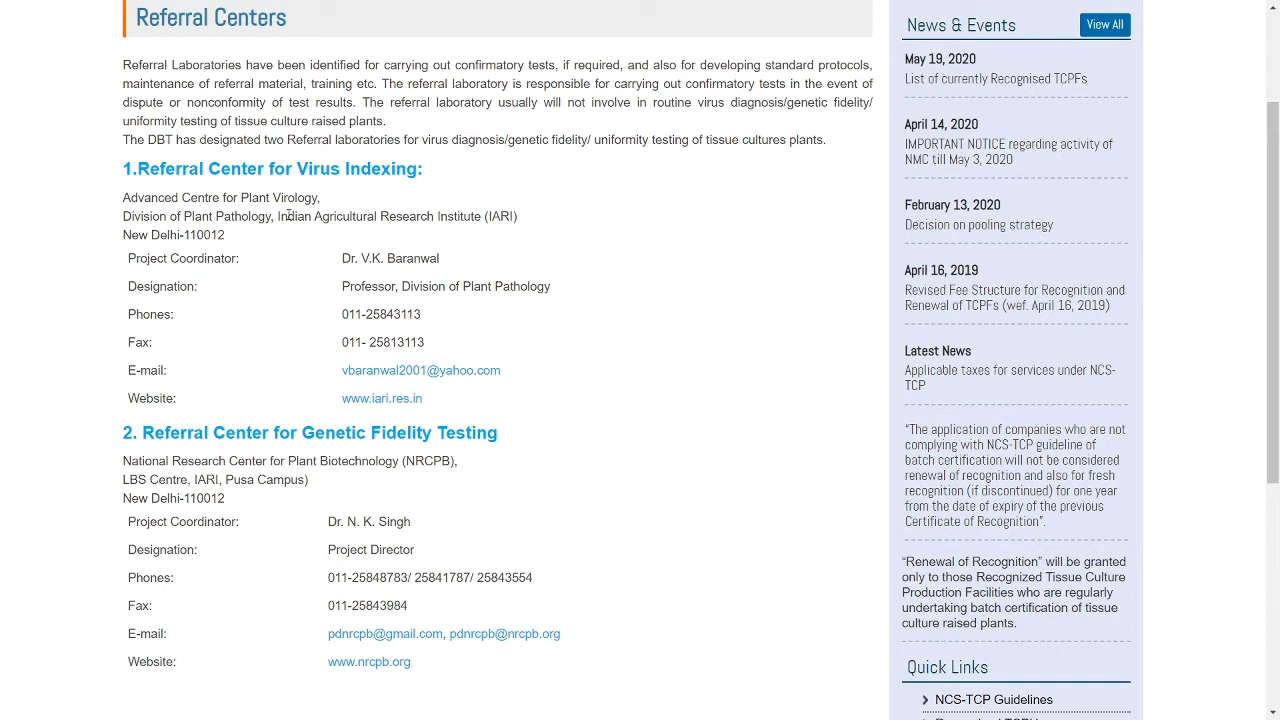 Referral Centers
Referral Laboratories have been identified for carrying out confirmatory tests, if required, and also for developing standard protocols,
maintenance of referral material, training etc. The referral laboratory is responsible for carrying out confirmatory tests in the event of
dispute or nonconformity of test results. The referral laboratory usually will not involve in routine virus diagnosis/genetic fidelity/
uniformity testing of tissue culture raised plants.
The DBT has designated two Referral laboratories for virus diagnosis/genetic fidelity/ uniformity testing of tissue cultures plants.
1.Referral Center for Virus Indexing:
Advanced Centre for Plant Virology,
Division of Plant Pathology, Indian Agricultural Research Institute (IARI)
New Delhi-110012
Project Coordinator: Dr. V.K. Baranwal
Designation: Professor, Division of Plant Pathology
Phones: 011-25843113
Fax: 011- 25813113
E-mail: vbaranwal2001@yahoo.com
Website: www.iari.res.in
2. Referral Center for Genetic Fidelity Testing
National Research Center for Plant Biotechnology (NRCPB),
LBS Centre, IARI, Pusa Campus)
New Delhi-110012
Project Coordinator: Dr. N. K. Singh
Designation: Project Director
Phones: 011-25848783/ 25841787/ 25843554
Fax: 011-25843984
E-mail: pdnrcpb@gmail.com, pdnrcpb@nrcpb.org
Website: www.nrcpb.org
News & Events
View All
May 19, 2020
List of currently Recognised TCPFs
April 14, 2020
IMPORTANT NOTICE regarding activity of
NMC till May 3, 2020
February 13, 2020
Decision on pooling strategy
April 16, 2019
Revised Fee Structure for Recognition and
Renewal of TCPFs (wef. April 16, 2019)
Latest News
Applicable taxes for services under NCS-
TCP
“The application of companies who are not
complying with NCS-TCP guideline of
batch certification will not be considered
renewal of recognition and also for fresh
recognition (if discontinued) for one year
from the date of expiry of the previous
Certificate of Recognition”.
“Renewal of Recognition” will be granted
only to those Recognized Tissue Culture
Production Facilities who are regularly
undertaking batch certification of tissue
culture raised plants.
Quick Links
NCS-TCP Guidelines